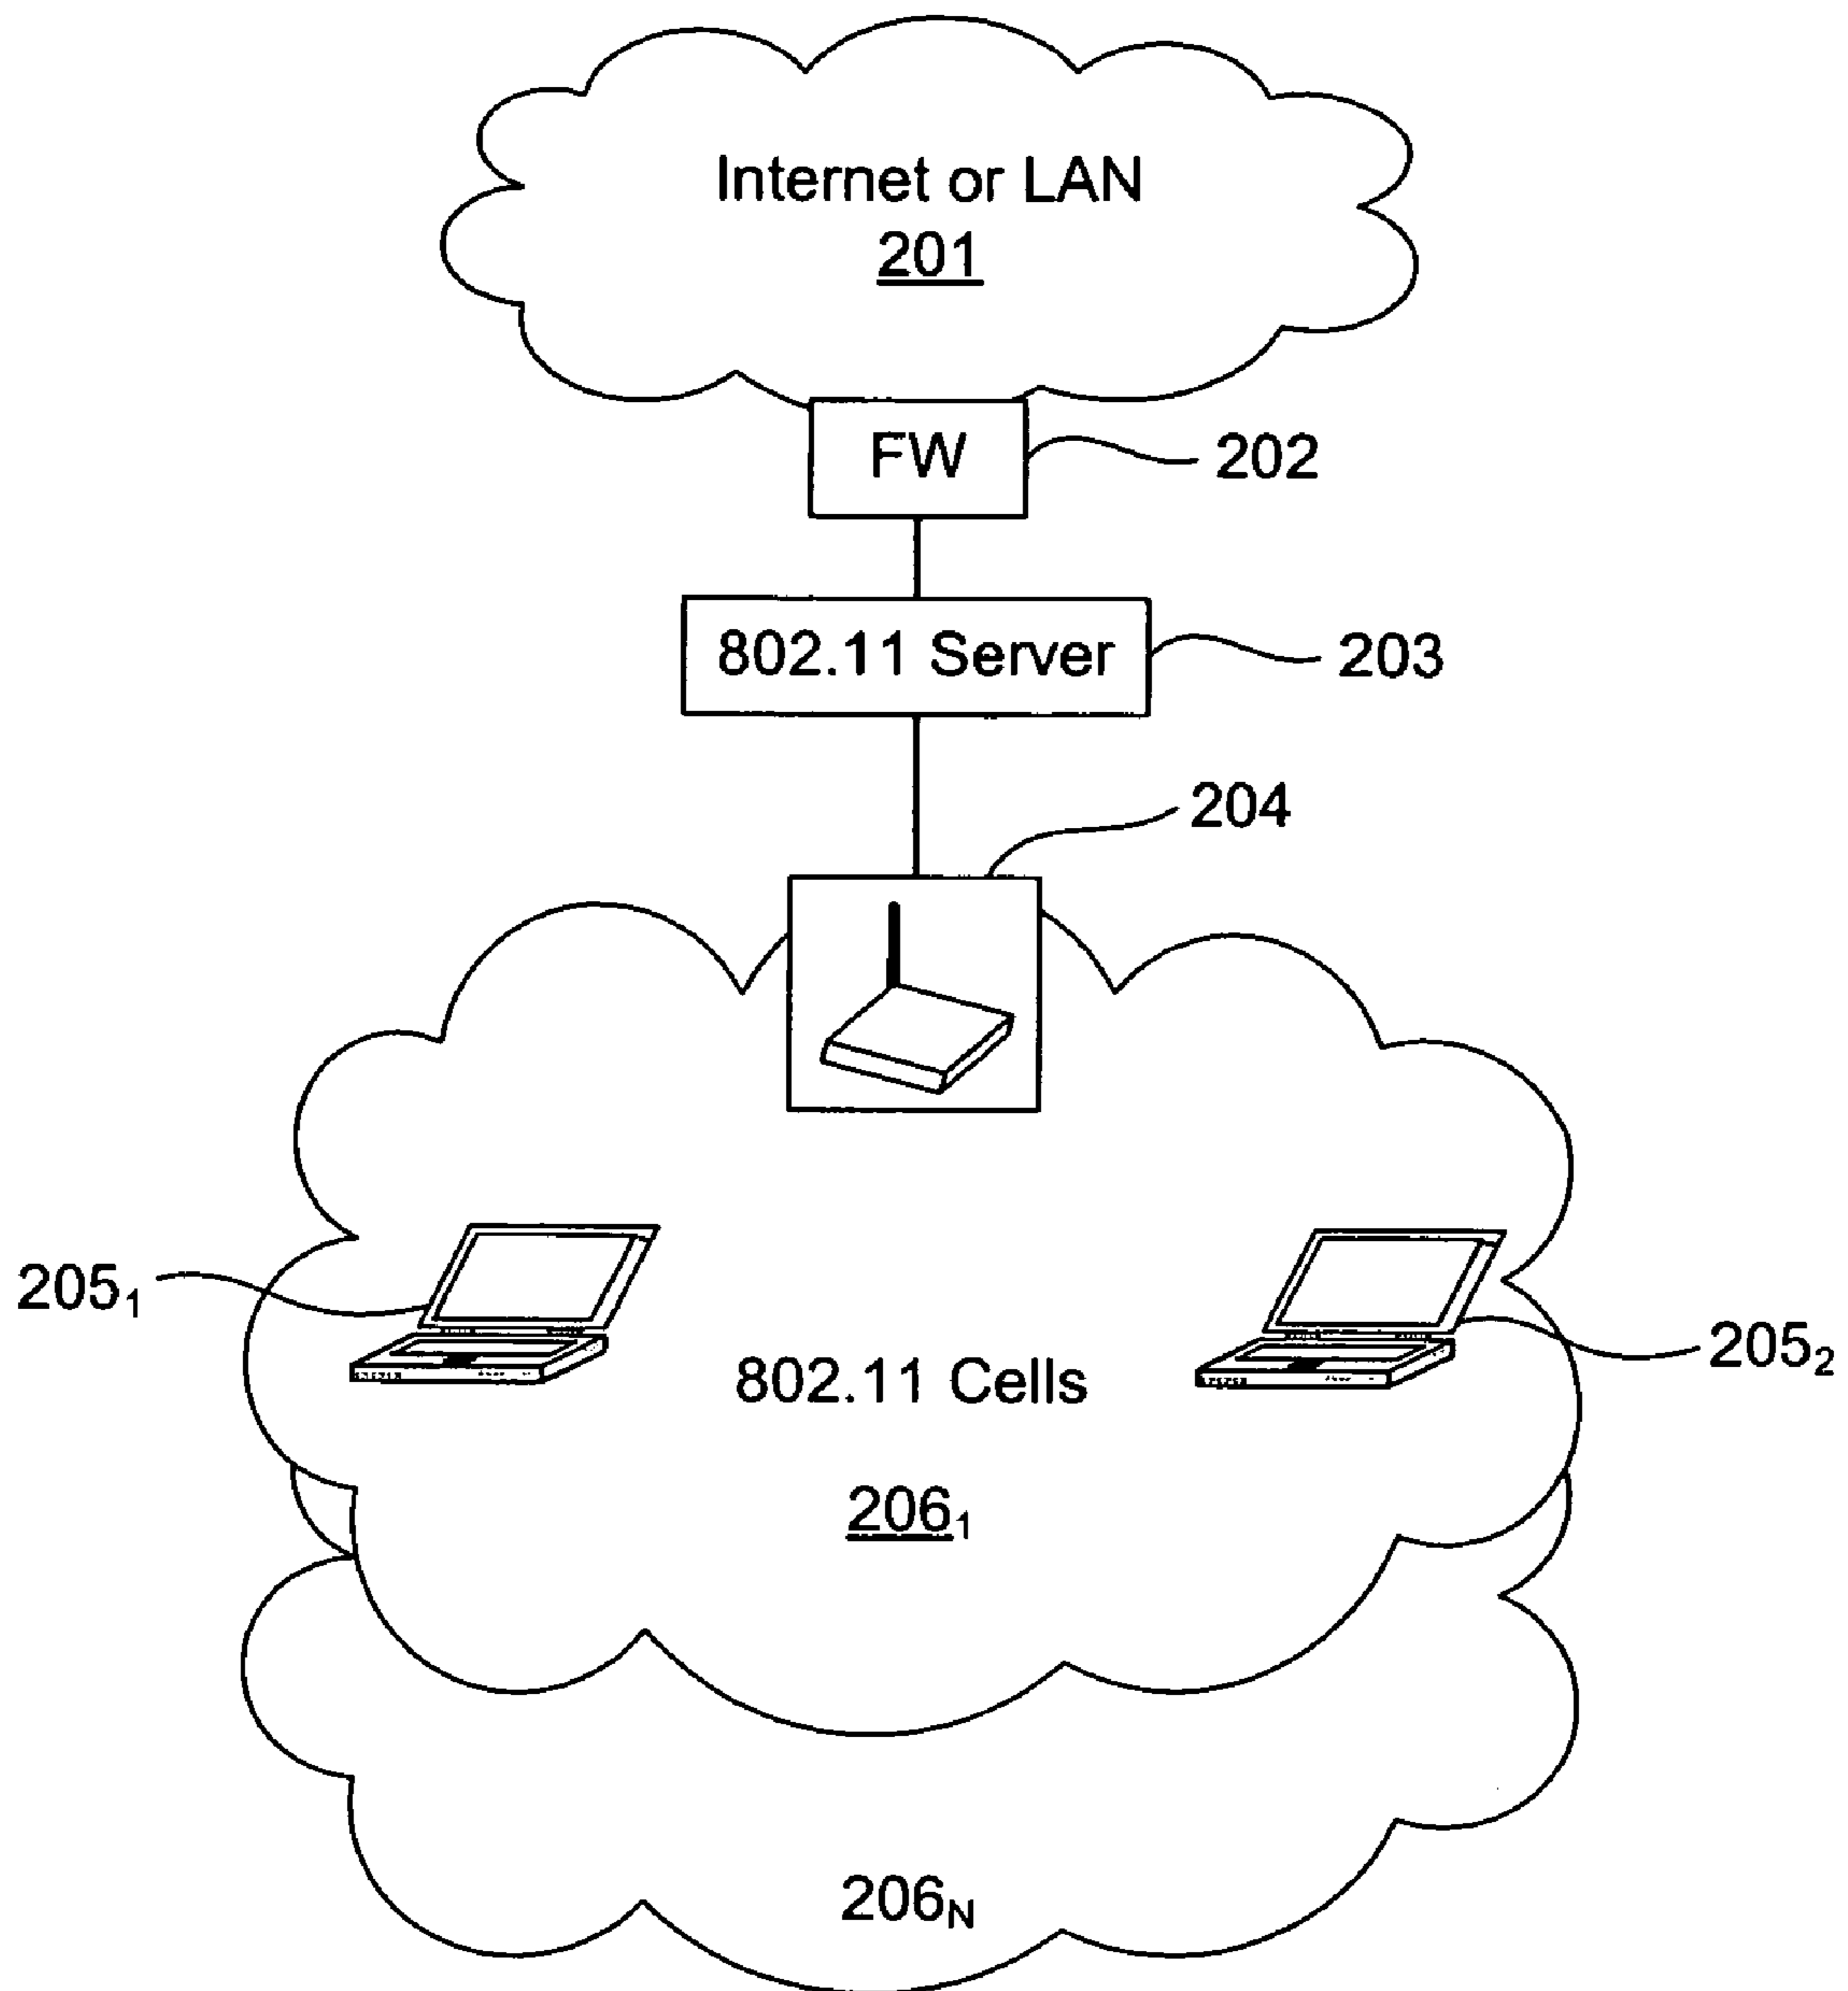 Internet or LAN
201
FW
202
802.11 Server
203
204
205₁
205₂
802.11 Cells
206₁
206ₙ